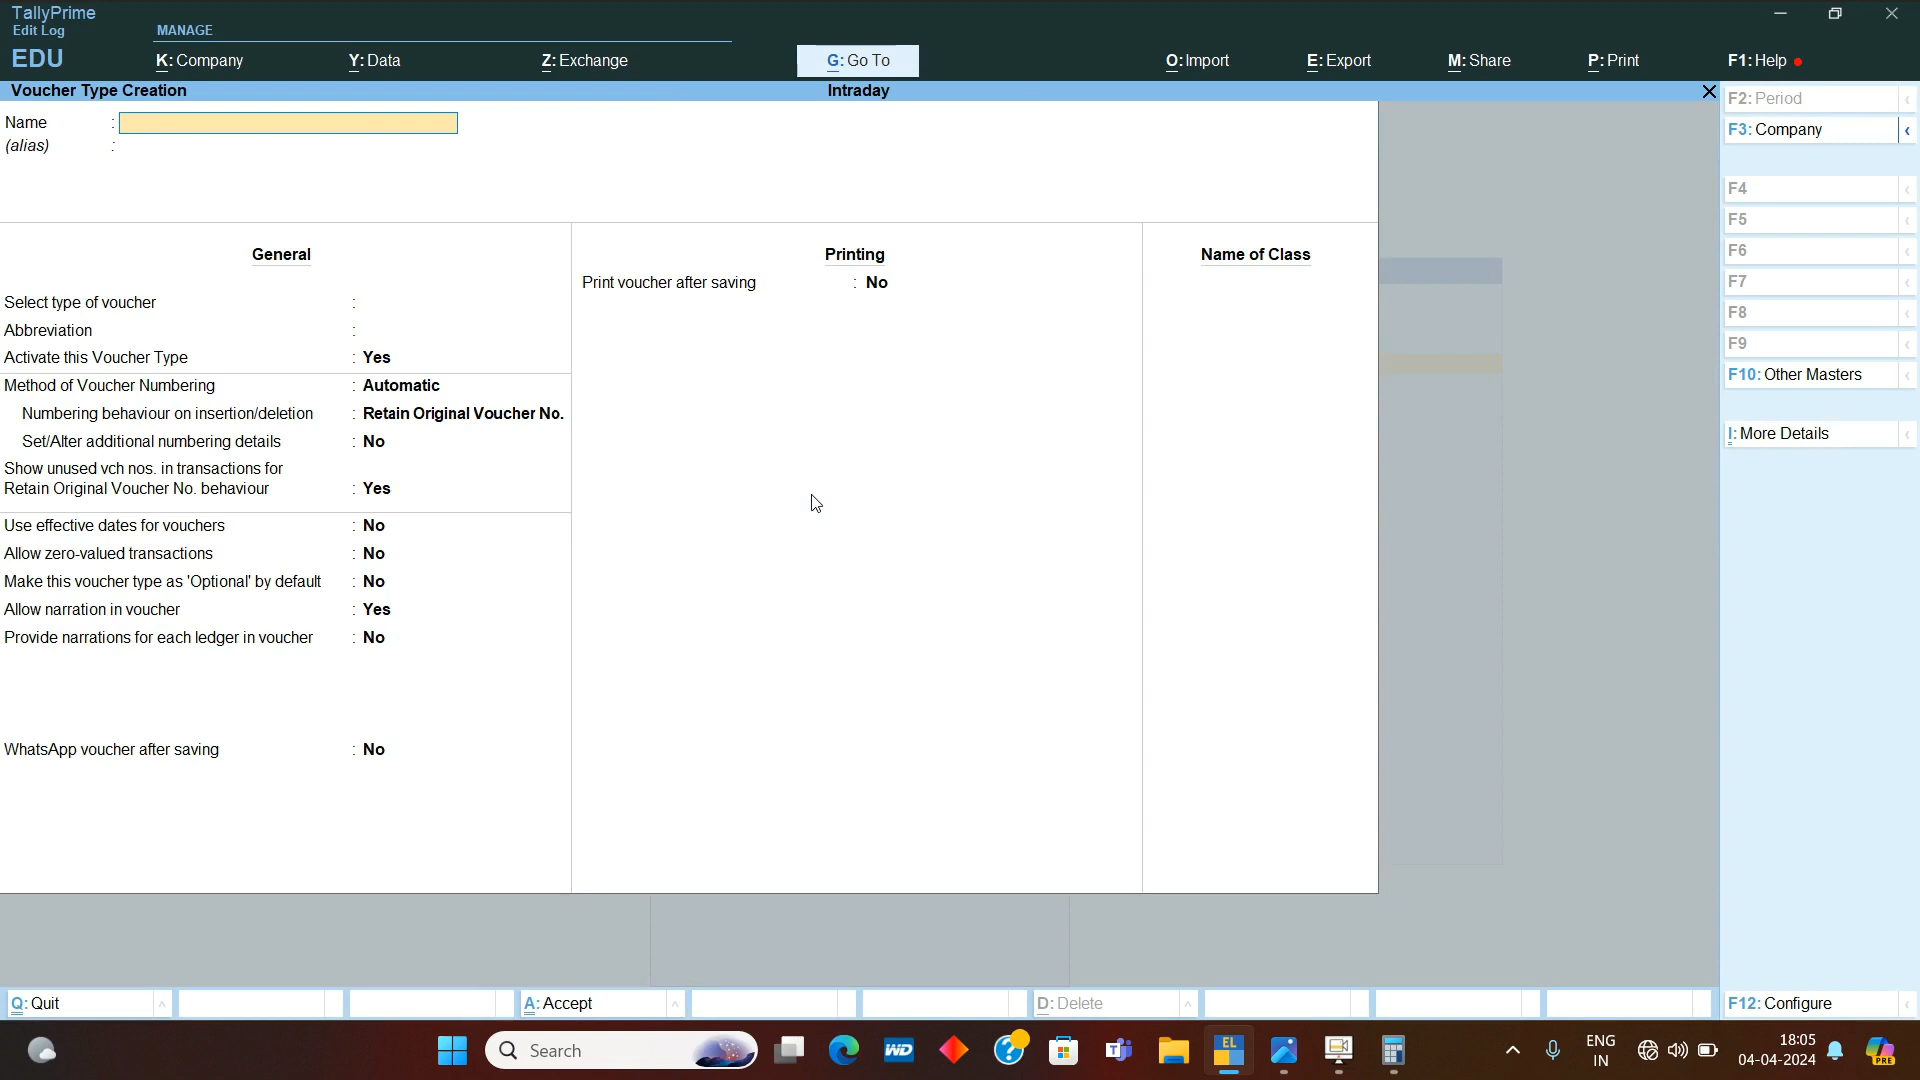 TallyPrime
Edit Log
EDU
MANAGE
K: Company
Y: Data
Z: Exchange
G: Go To
O: Import
E: Export
M: Share
P: Print
F1: Help
Voucher Type Creation
Intraday
Name :
(alias) :
General
Select type of voucher :
Abbreviation :
Activate this Voucher Type : Yes
Method of Voucher Numbering : Automatic
Numbering behaviour on insertion/deletion : Retain Original Voucher No.
Set/Alter additional numbering details : No
Show unused vch nos. in transactions for
Retain Original Voucher No. behaviour : Yes
Use effective dates for vouchers : No
Allow zero-valued transactions : No
Make this voucher type as 'Optional' by default : No
Allow narration in voucher : Yes
Provide narrations for each ledger in voucher : No
WhatsApp voucher after saving : No
Printing
Print voucher after saving : No
Name of Class
F2: Period
F3: Company
F4
F5
F6
F7
F8
F9
F10: Other Masters
I: More Details
F12: Configure
Q: Quit
A: Accept
D: Delete
Search
WD
EL
ENG
IN
18:05
04-04-2024
PRE